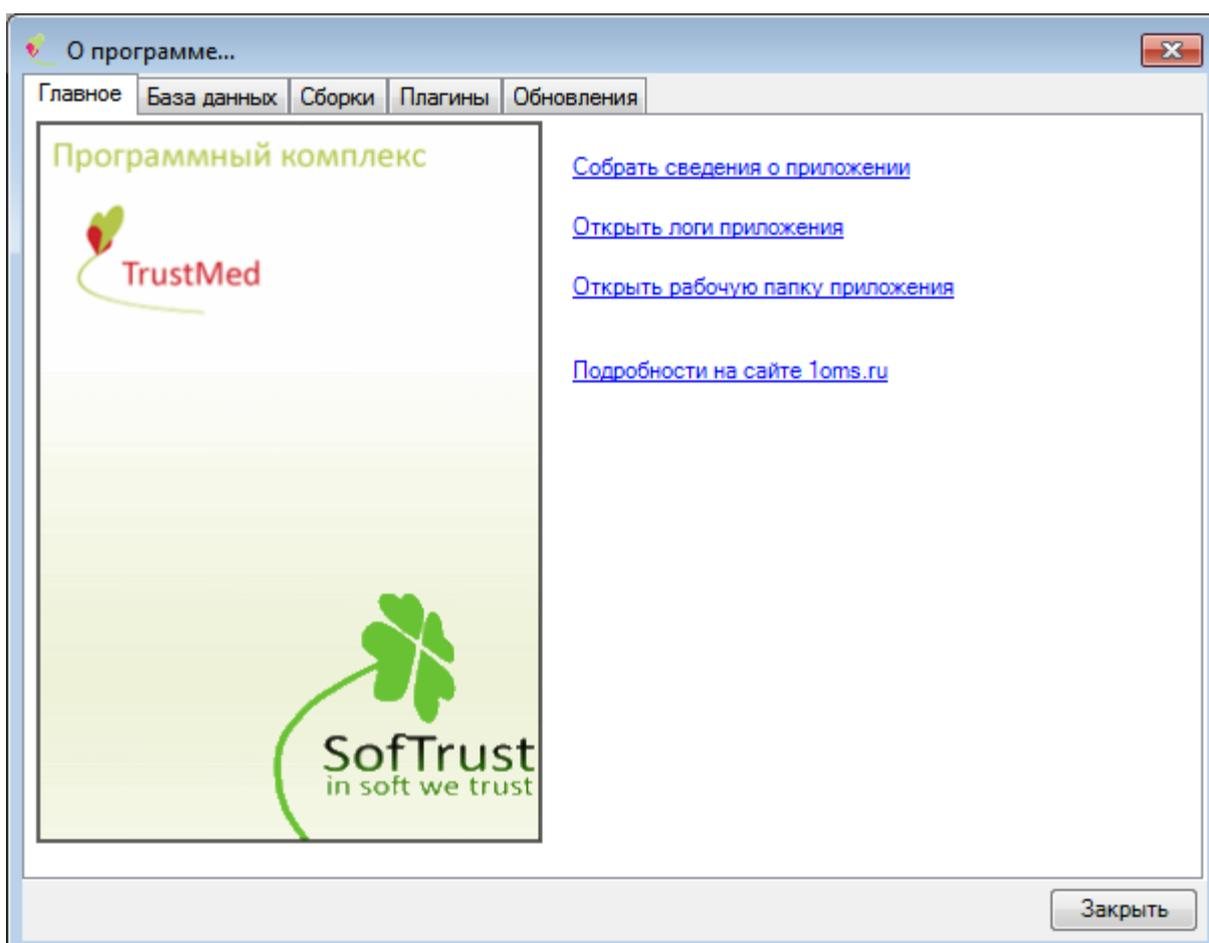 О программе...
Главное База данных Сборки Плагины Обновления
Программный комплекс
TrustMed
SofTrust
in soft we trust
Собрать сведения о приложении
Открыть логи приложения
Открыть рабочую папку приложения
Подробности на сайте 1oms.ru
Закрыть